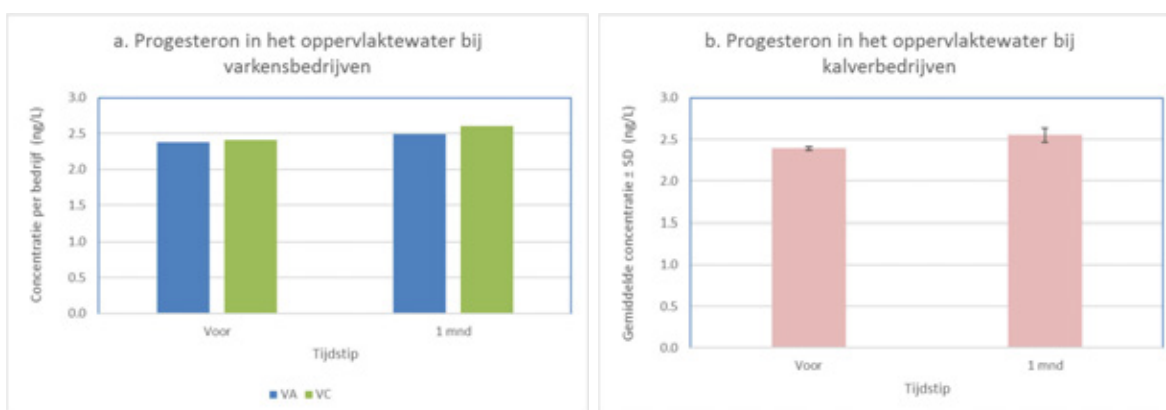 a. Progesteron in het oppervlaktewater bij
varkensbedrijven
Concentratie per bedrijf (ng/L)
3.0
2.5
2.0
1.5
1.0
0.5
0.0
Voor
1 mnd
Tijdstip
VA
VC
b. Progesteron in het oppervlaktewater bij
kalverbedrijven
Gemiddelde concentratie ± SD (ng/L)
3.0
2.5
2.0
1.5
1.0
0.5
0.0
Voor
1 mnd
Tijdstip